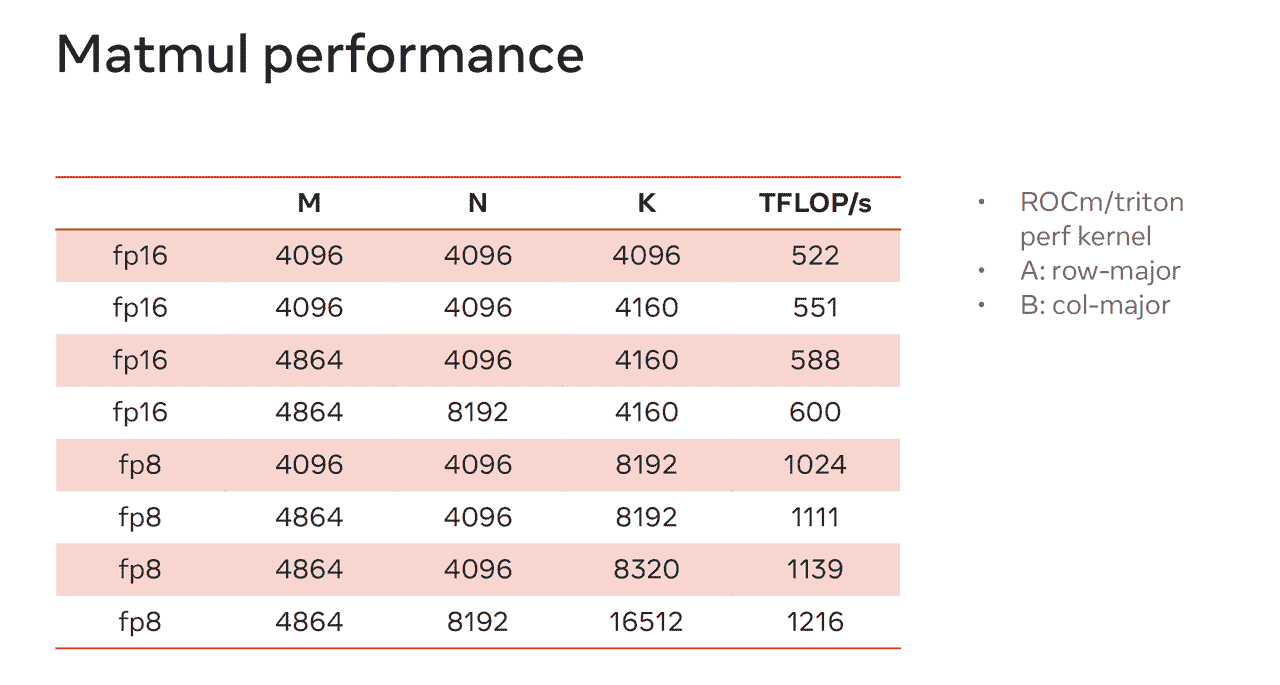 Matmul performance
M N K TFLOP/s
fp16 4096 4096 4096 522
fp16 4096 4096 4160 551
fp16 4864 4096 4160 588
fp16 4864 8192 4160 600
fp8 4096 4096 8192 1024
fp8 4864 4096 8192 1111
fp8 4864 4096 8320 1139
fp8 4864 8192 16512 1216
• ROCm/triton
perf kernel
• A: row-major
• B: col-major